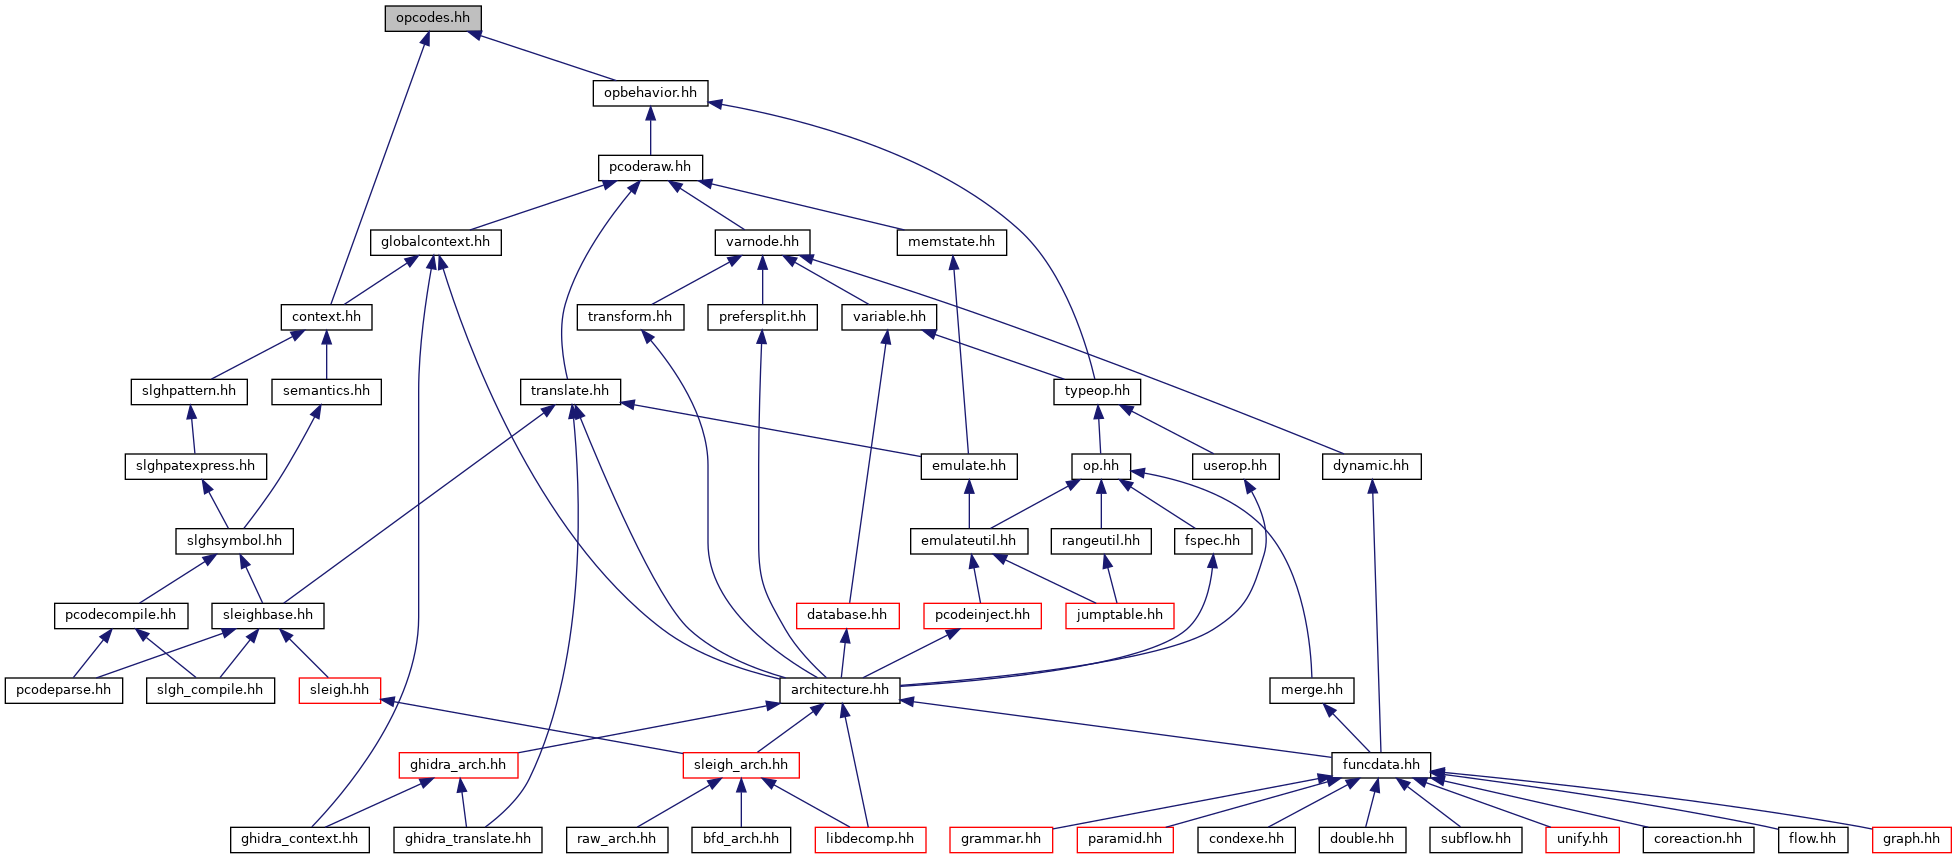 opcodes.hh
opbehavior.hh
pcoderaw.hh
globalcontext.hh
varnode.hh
memstate.hh
context.hh
transform.hh
prefersplit.hh
variable.hh
slghpattern.hh
semantics.hh
translate.hh
typeop.hh
slghpatexpress.hh
emulate.hh
op.hh
userop.hh
dynamic.hh
slghsymbol.hh
emulateutil.hh
rangeutil.hh
fspec.hh
pcodecompile.hh
sleighbase.hh
database.hh
pcodeinject.hh
jumptable.hh
pcodeparse.hh
slgh_compile.hh
sleigh.hh
architecture.hh
merge.hh
ghidra_arch.hh
sleigh_arch.hh
funcdata.hh
ghidra_context.hh
ghidra_translate.hh
raw_arch.hh
bfd_arch.hh
libdecomp.hh
grammar.hh
paramid.hh
condexe.hh
double.hh
subflow.hh
unify.hh
coreaction.hh
flow.hh
graph.hh